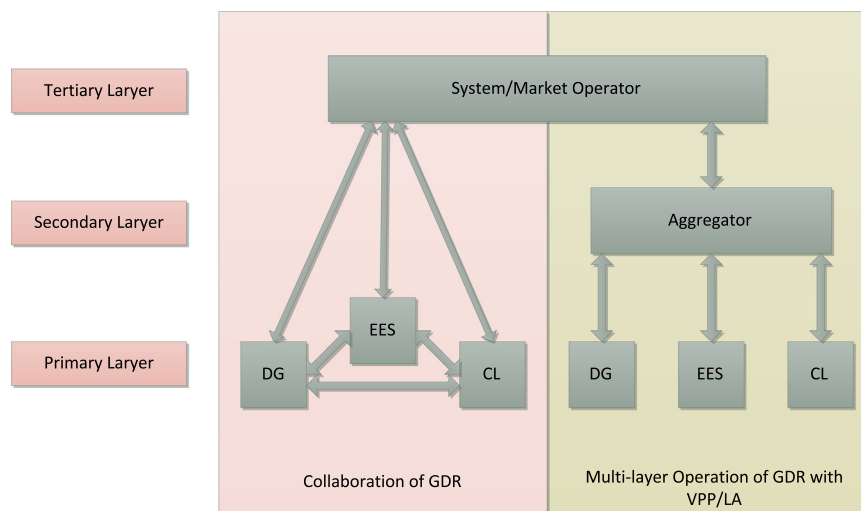 Tertiary Laryer
System/Market Operator
Secondary Laryer
Aggregator
Primary Laryer
EES
DG
CL
DG
EES
CL
Collaboration of GDR
Multi-layer Operation of GDR with
VPP/LA